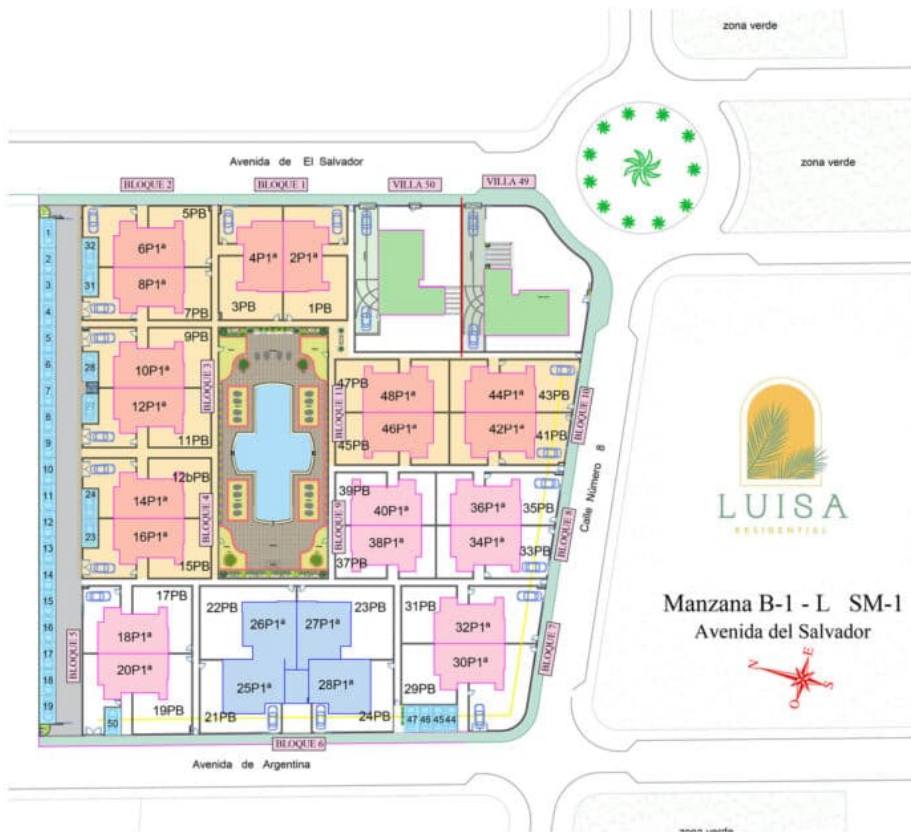 zona verde
zona verde
Avenida de El Salvador
BLOQUE 2
BLOQUE 1
VILLA 50
VILLA 49
5PB
6P1ª
8P1ª
7PB
4P1ª
2P1ª
3PB
1PB
32
31
1
2
3
4
5
6
7
8
9
10
11
12
13
14
15
16
17
18
19
9PB
10P1ª
12P1ª
11PB
BLOQUE 3
28
12bPB
14P1ª
16P1ª
15PB
BLOQUE 4
24
23
47PB
48P1ª
46P1ª
45PB
44P1ª
43PB
42P1ª
41PB
BLOQUE 10
39PB
40P1ª
38P1ª
37PB
BLOQUE 9
36P1ª
35PB
34P1ª
33PB
BLOQUE 8
Calle Número 8
17PB
18P1ª
20P1ª
19PB
BLOQUE 5
50
22PB
23PB
26P1ª
27P1ª
25P1ª
28P1ª
21PB
24PB
BLOQUE 6
31PB
32P1ª
30P1ª
29PB
BLOQUE 7
47 46 45 44
Avenida de Argentina
LUISA
RESIDENTIAL
Manzana B-1 - L SM-1
Avenida del Salvador
N
E
S
O
zona verde